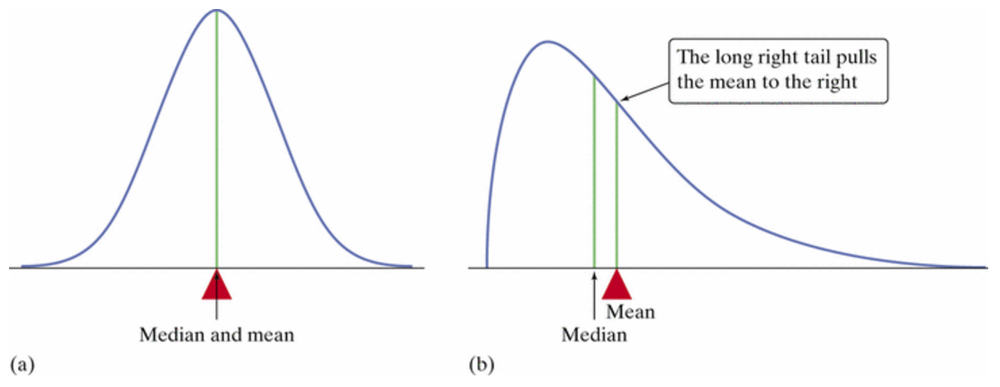 The long right tail pulls
the mean to the right
Mean
Median and mean
Median
(a)
(b)